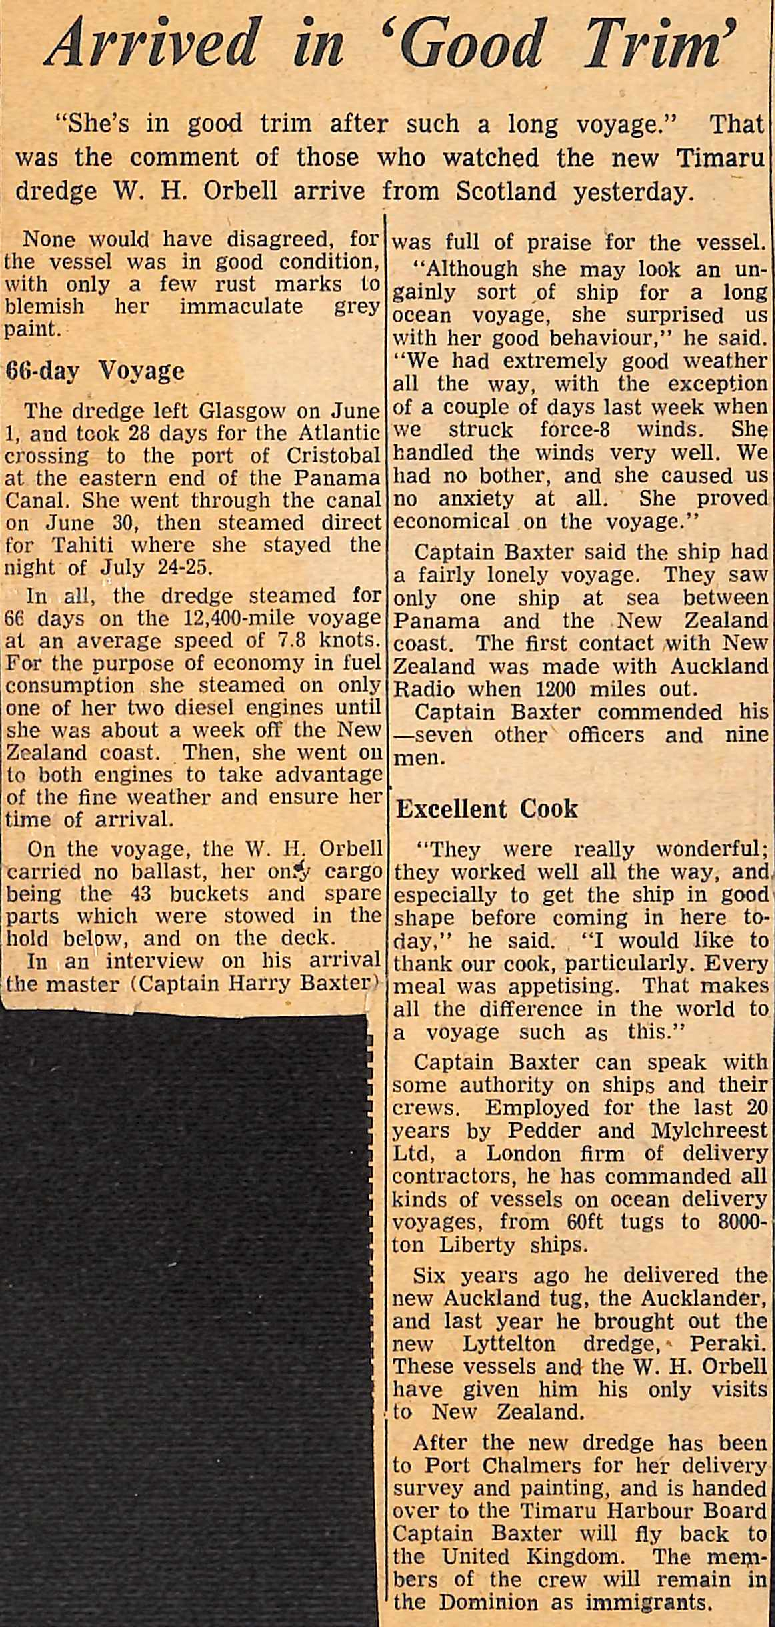 Arrived in ‘Good Trim’
“She’s in good trim after such a long voyage.” That
was the comment of those who watched the new Timaru
dredge W. H. Orbell arrive from Scotland yesterday.
None would have disagreed, for
the vessel was in good condition,
with only a few rust marks to
blemish her immaculate grey
paint.
66-day Voyage
The dredge left Glasgow on June
1, and took 28 days for the Atlantic
crossing to the port of Cristobal
at the eastern end of the Panama
Canal. She went through the canal
on June 30, then steamed direct
for Tahiti where she stayed the
night of July 24-25.
In all, the dredge steamed for
66 days on the 12,400-mile voyage
at an average speed of 7.8 knots.
For the purpose of economy in fuel
consumption she steamed on only
one of her two diesel engines until
she was about a week off the New
Zealand coast. Then, she went on
to both engines to take advantage
of the fine weather and ensure her
time of arrival.
On the voyage, the W. H. Orbell
carried no ballast, her only cargo
being the 43 buckets and spare
parts which were stowed in the
hold below, and on the deck.
In an interview on his arrival
the master (Captain Harry Baxter)
was full of praise for the vessel.
“Although she may look an un-
gainly sort of ship for a long
ocean voyage, she surprised us
with her good behaviour,” he said.
“We had extremely good weather
all the way, with the exception
of a couple of days last week when
we struck force-8 winds. She
handled the winds very well. We
had no bother, and she caused us
no anxiety at all. She proved
economical on the voyage.”
Captain Baxter said the ship had
a fairly lonely voyage. They saw
only one ship at sea between
Panama and the New Zealand
coast. The first contact with New
Zealand was made with Auckland
Radio when 1200 miles out.
Captain Baxter commended his
—seven other officers and nine
men.
Excellent Cook
“They were really wonderful;
they worked well all the way, and
especially to get the ship in good
shape before coming in here to-
day,” he said. “I would like to
thank our cook, particularly. Every
meal was appetising. That makes
all the difference in the world to
a voyage such as this.”
Captain Baxter can speak with
some authority on ships and their
crews. Employed for the last 20
years by Pedder and Mylchreest
Ltd, a London firm of delivery
contractors, he has commanded all
kinds of vessels on ocean delivery
voyages, from 60ft tugs to 8000-
ton Liberty ships.
Six years ago he delivered the
new Auckland tug, the Aucklander,
and last year he brought out the
new Lyttelton dredge, Peraki.
These vessels and the W. H. Orbell
have given him his only visits
to New Zealand.
After the new dredge has been
to Port Chalmers for her delivery
survey and painting, and is handed
over to the Timaru Harbour Board
Captain Baxter will fly back to
the United Kingdom. The mem-
bers of the crew will remain in
the Dominion as immigrants.